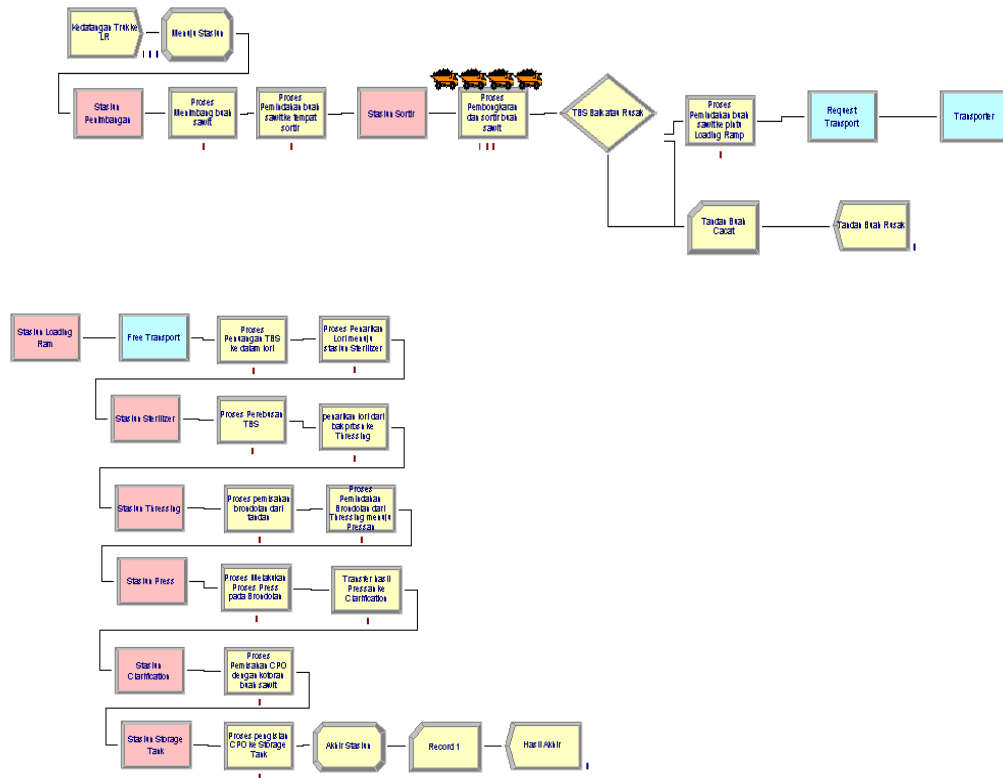 Kedatangan Truk ke
LR
Menuju Stasiun
Stasiun
Penimbangan
Proses
Menimbang buah
sawit
Proses
Pemindahan buah
sawit ke tempat
sortir
Stasiun Sortir
Proses
Pembongkaran
dan sortir buah
sawit
TBS Baik atau Rusak
Proses
Pemindahan buah
sawit ke pintu
Loading Ramp
Request
Transport
Transporter
Tandan Buah
Cacat
Tandan Buah Rusak
Stasiun Loading
Ram
Free Transport
Proses
Penuangan TBS
ke dalam lori
Proses Penarikan
Lori menuju
stasiun Sterilizer
Stasiun Sterilizer
Proses Perebusan
TBS
penarikan lori dari
ke
Thressing
Stasiun Thressing
Proses pemisahan
brondolan dari
tandan
Proses
Pemindahan
Brondolan dari
Thressing menuju
Pressan
Stasiun Press
Proses Melakukan
Proses Press
pada Brondolan
Transfer hasil
Pressan ke
Clarification
Stasiun
Clarification
Proses
Pemisahan CPO
dengan kotoran
buah sawit
Stasiun Storage
Tank
Proses pengisian
CPO ke Storage
Tank
Akhir Stasiun
Record 1
Hasil Akhir